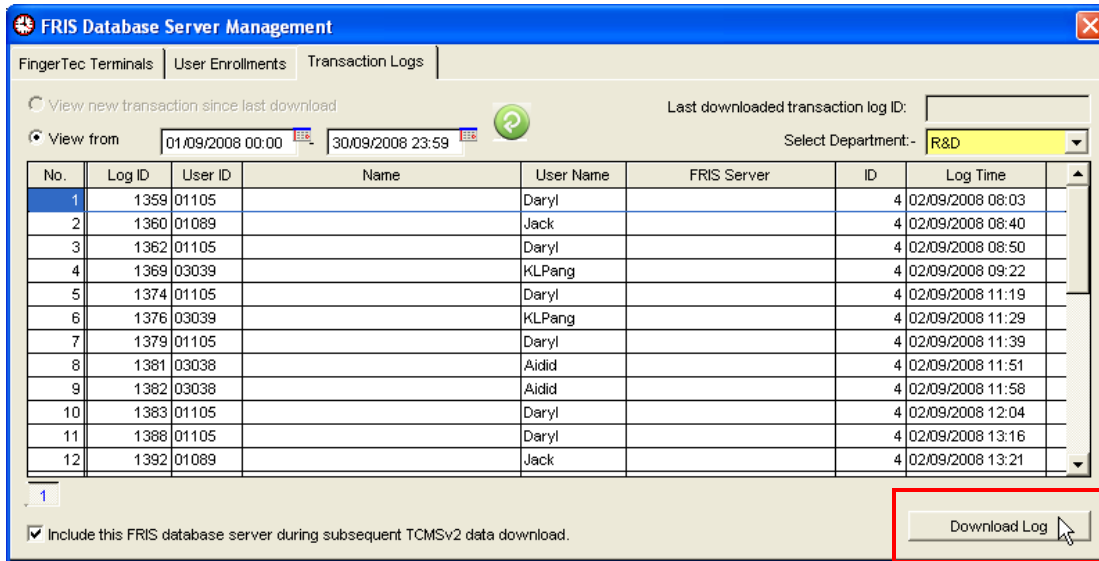 FRIS Database Server Management
FingerTec Terminals User Enrollments Transaction Logs
View new transaction since last download Last downloaded transaction log ID:
View from 01/09/2008 00:00 - 30/09/2008 23:59 Select Department:- R&D
No. Log ID User ID Name User Name FRIS Server ID Log Time
1 1359 01105 Daryl 4 02/09/2008 08:03
2 1360 01089 Jack 4 02/09/2008 08:40
3 1362 01105 Daryl 4 02/09/2008 08:50
4 1369 03039 KLPang 4 02/09/2008 09:22
5 1374 01105 Daryl 4 02/09/2008 11:19
6 1376 03039 KLPang 4 02/09/2008 11:29
7 1379 01105 Daryl 4 02/09/2008 11:39
8 1381 03038 Aidid 4 02/09/2008 11:51
9 1382 03038 Aidid 4 02/09/2008 11:58
10 1383 01105 Daryl 4 02/09/2008 12:04
11 1388 01105 Daryl 4 02/09/2008 13:16
12 1392 01089 Jack 4 02/09/2008 13:21
1
Include this FRIS database server during subsequent TCMSv2 data download. Download Log